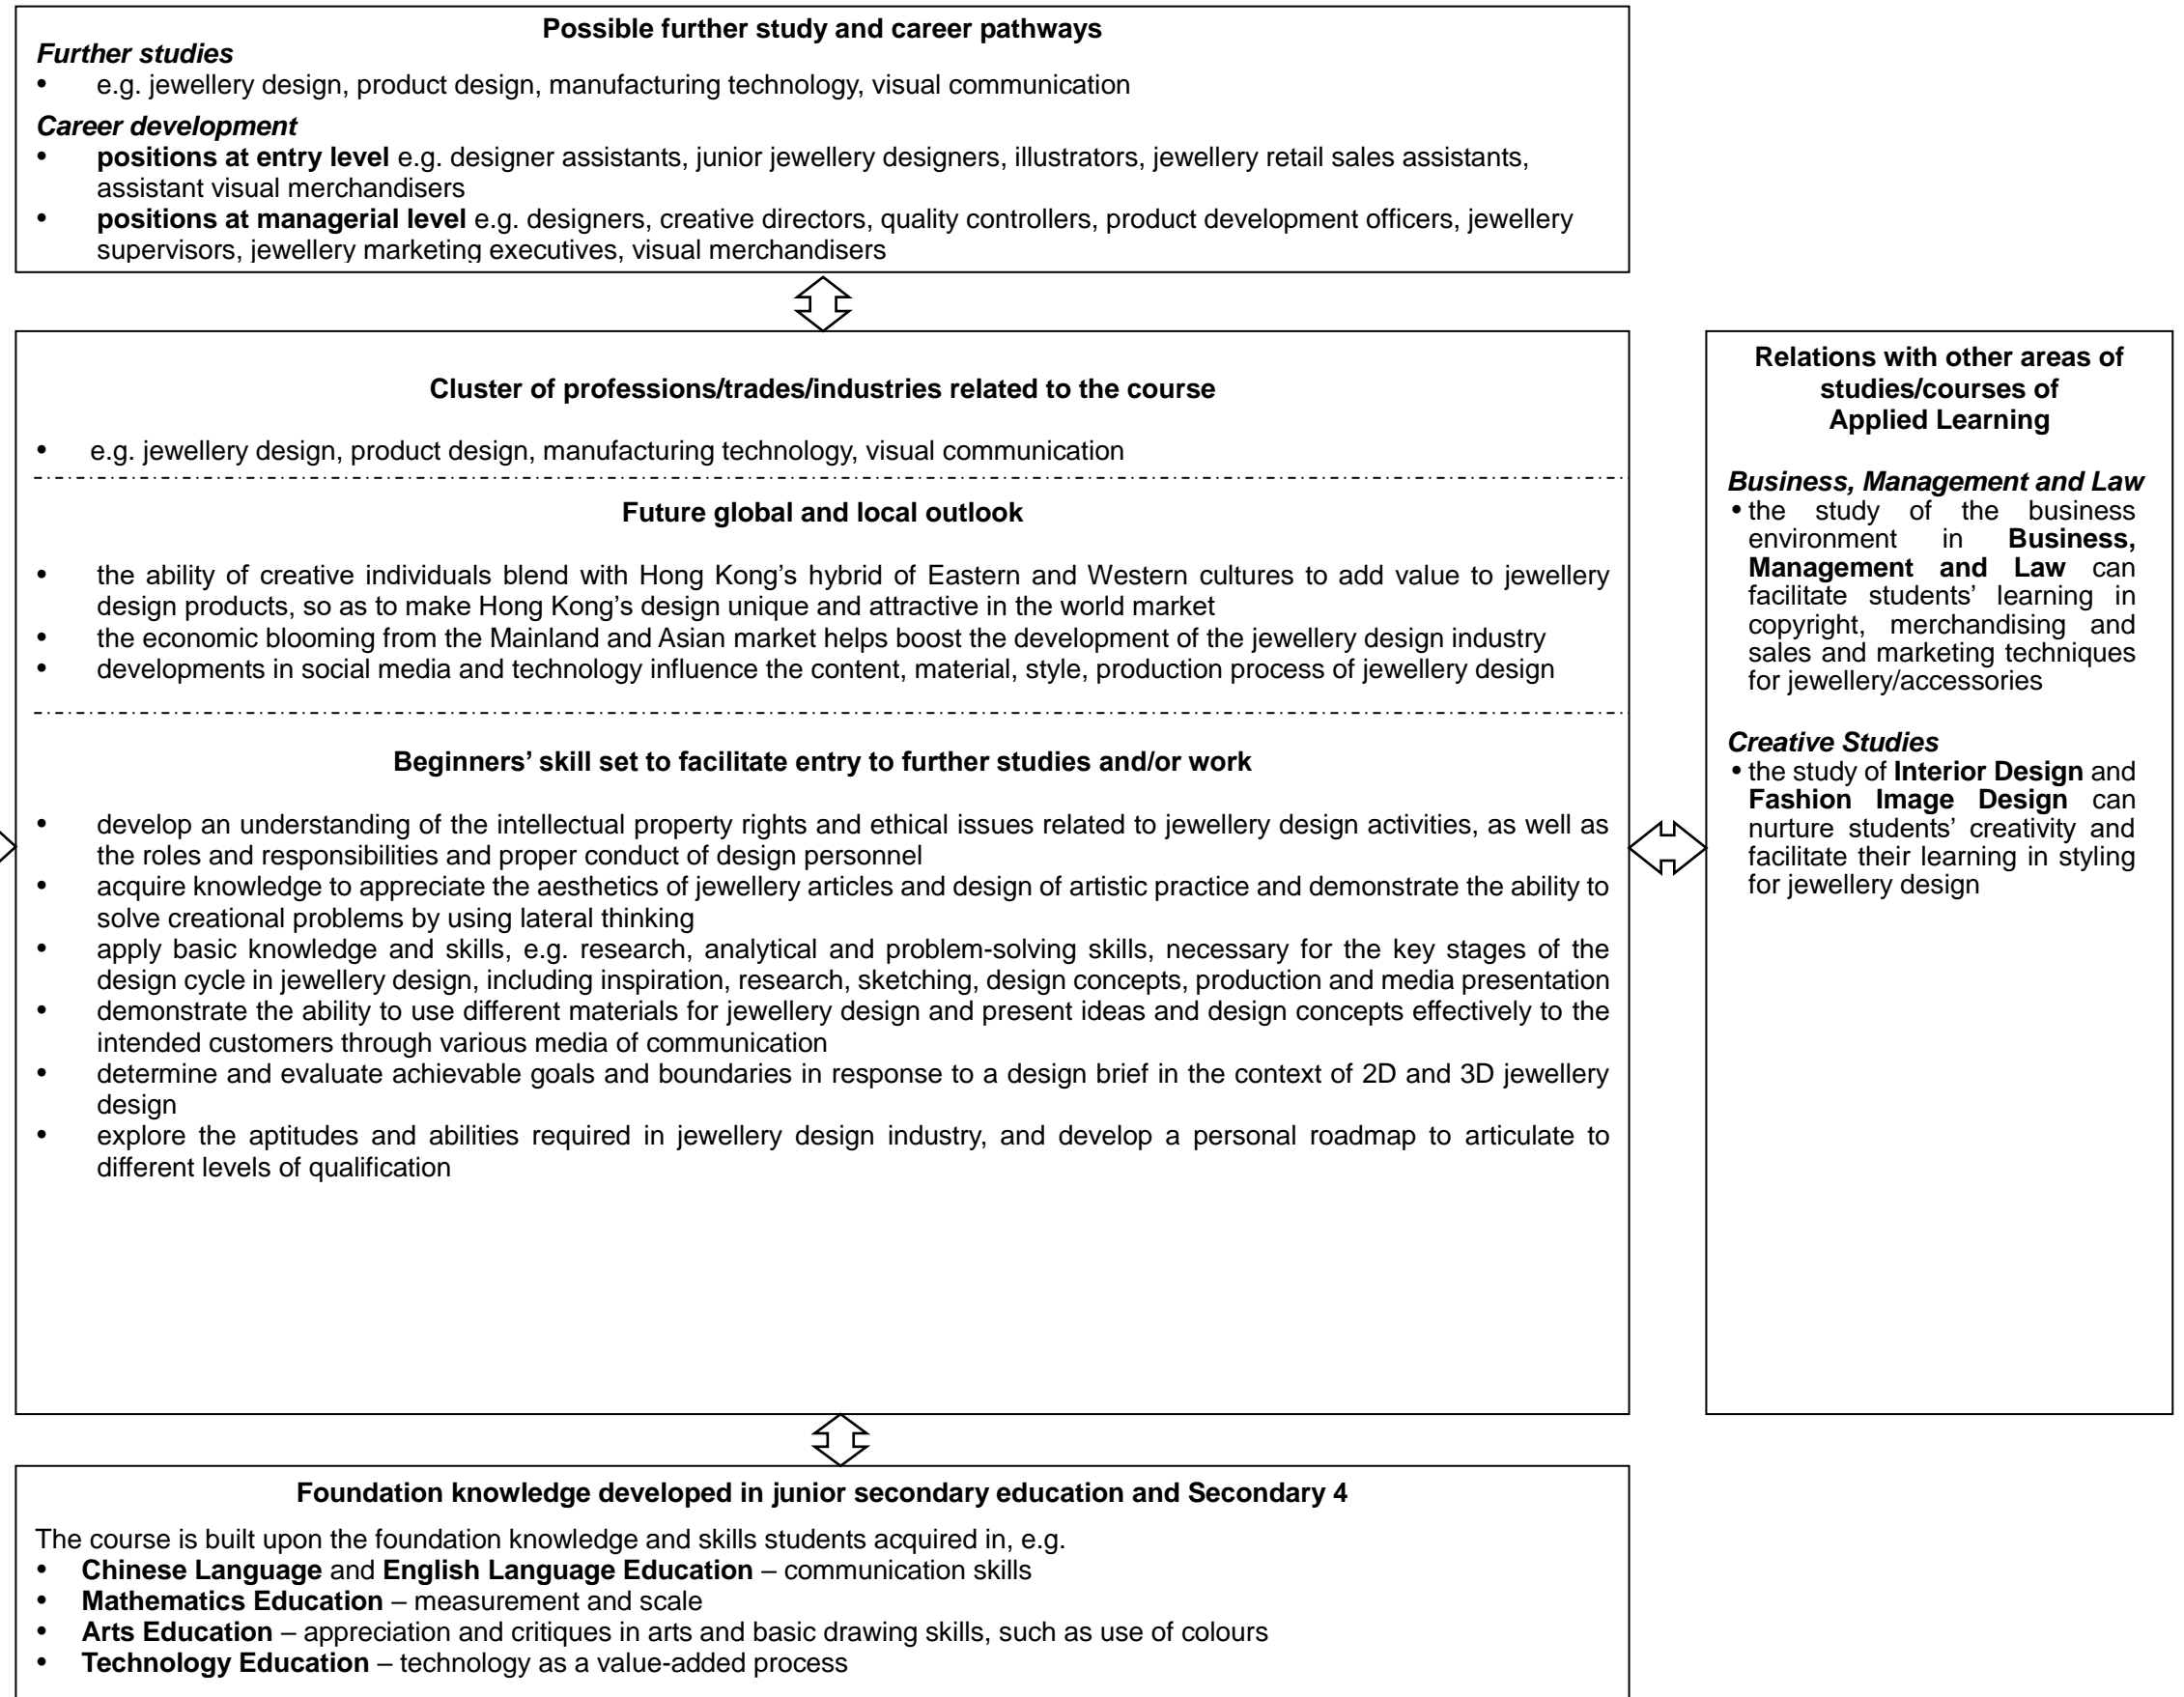 Possible further study and career pathways
Further studies
• e.g. jewellery design, product design, manufacturing technology, visual communication
Career development
• positions at entry level e.g. designer assistants, junior jewellery designers, illustrators, jewellery retail sales assistants,
assistant visual merchandisers
• positions at managerial level e.g. designers, creative directors, quality controllers, product development officers, jewellery
supervisors, jewellery marketing executives, visual merchandisers
Cluster of professions/trades/industries related to the course
• e.g. jewellery design, product design, manufacturing technology, visual communication
Future global and local outlook
• the ability of creative individuals blend with Hong Kong’s hybrid of Eastern and Western cultures to add value to jewellery
design products, so as to make Hong Kong’s design unique and attractive in the world market
• the economic blooming from the Mainland and Asian market helps boost the development of the jewellery design industry
• developments in social media and technology influence the content, material, style, production process of jewellery design
Beginners’ skill set to facilitate entry to further studies and/or work
• develop an understanding of the intellectual property rights and ethical issues related to jewellery design activities, as well as
the roles and responsibilities and proper conduct of design personnel
• acquire knowledge to appreciate the aesthetics of jewellery articles and design of artistic practice and demonstrate the ability to
solve creational problems by using lateral thinking
• apply basic knowledge and skills, e.g. research, analytical and problem-solving skills, necessary for the key stages of the
design cycle in jewellery design, including inspiration, research, sketching, design concepts, production and media presentation
• demonstrate the ability to use different materials for jewellery design and present ideas and design concepts effectively to the
intended customers through various media of communication
• determine and evaluate achievable goals and boundaries in response to a design brief in the context of 2D and 3D jewellery
design
• explore the aptitudes and abilities required in jewellery design industry, and develop a personal roadmap to articulate to
different levels of qualification
Relations with other areas of
studies/courses of
Applied Learning
Business, Management and Law
• the study of the business
environment in Business,
Management and Law can
facilitate students’ learning in
copyright, merchandising and
sales and marketing techniques
for jewellery/accessories
Creative Studies
• the study of Interior Design and
Fashion Image Design can
nurture students’ creativity and
facilitate their learning in styling
for jewellery design
Foundation knowledge developed in junior secondary education and Secondary 4
The course is built upon the foundation knowledge and skills students acquired in, e.g.
• Chinese Language and English Language Education – communication skills
• Mathematics Education – measurement and scale
• Arts Education – appreciation and critiques in arts and basic drawing skills, such as use of colours
• Technology Education – technology as a value-added process